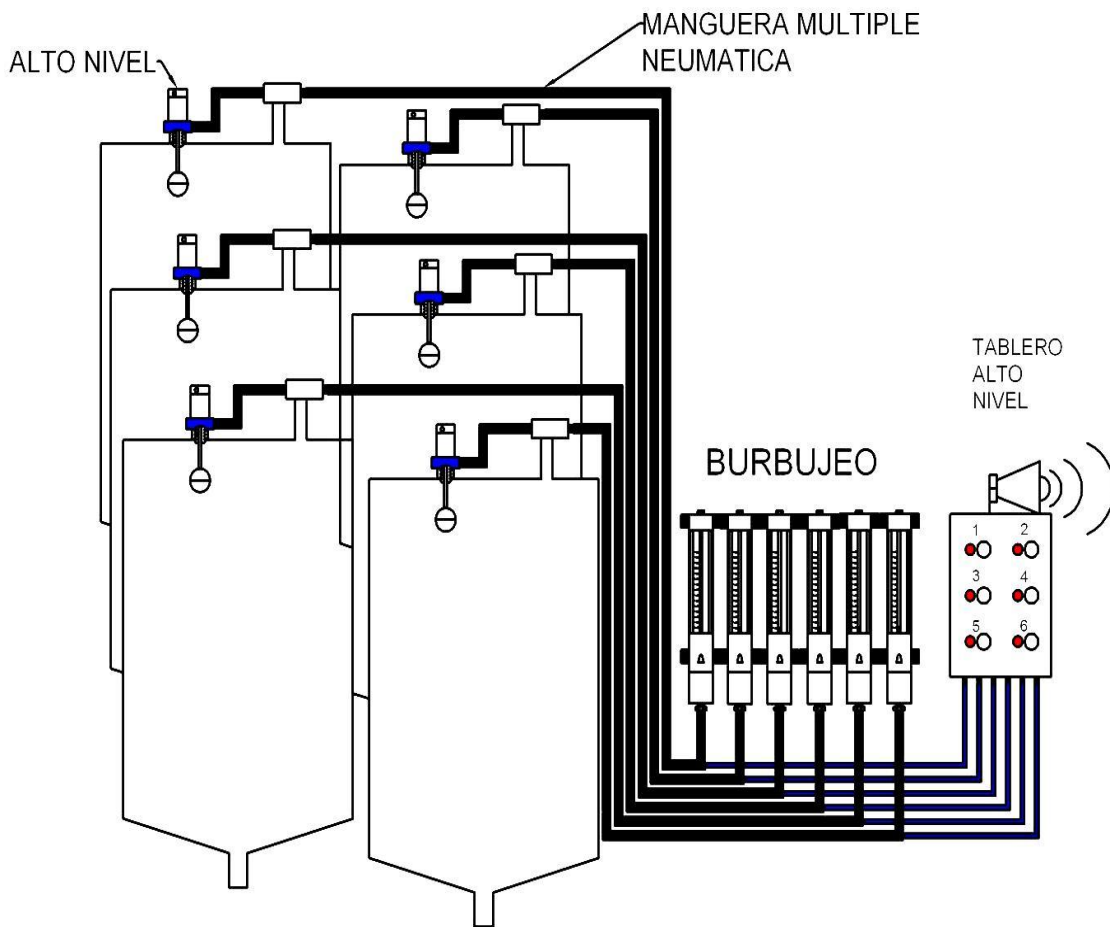 ALTO NIVEL
MANGUERA MULTIPLE
NEUMATICA
TABLERO
ALTO
NIVEL
BURBUJEO
1 2
3 4
5 6